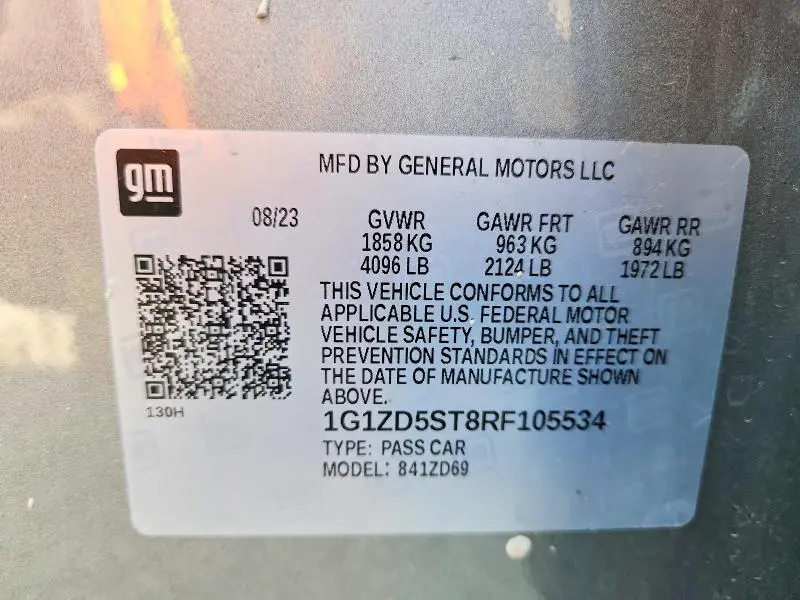 gm
MFD BY GENERAL MOTORS LLC
08/23 GVWR GAWR FRT GAWR RR
1858 KG 963 KG 894 KG
4096 LB 2124 LB 1972 LB
THIS VEHICLE CONFORMS TO ALL
APPLICABLE U.S. FEDERAL MOTOR
VEHICLE SAFETY, BUMPER, AND THEFT
PREVENTION STANDARDS IN EFFECT ON
THE DATE OF MANUFACTURE SHOWN
ABOVE.
130H
1G1ZD5ST8RF105534
TYPE: PASS CAR
MODEL: 841ZD69